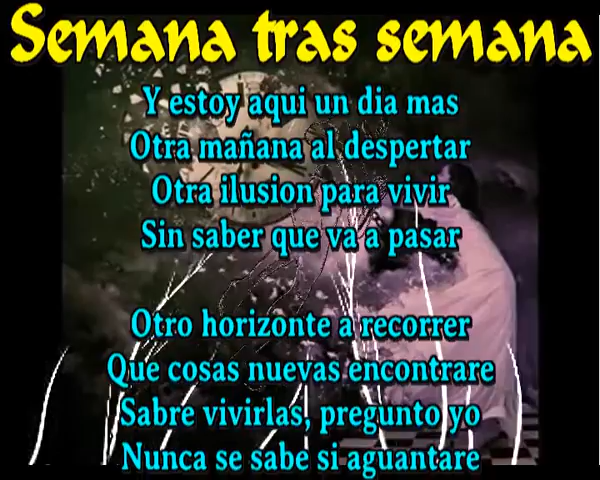 Semana tras semana
Y estoy aqui un dia mas
Otra mañana al despertar
Otra ilusion para vivir
Sin saber que va a pasar
Otro horizonte a recorrer
Que cosas nuevas encontrare
Sabre vivirlas, pregunto yo
Nunca se sabe si aguantare